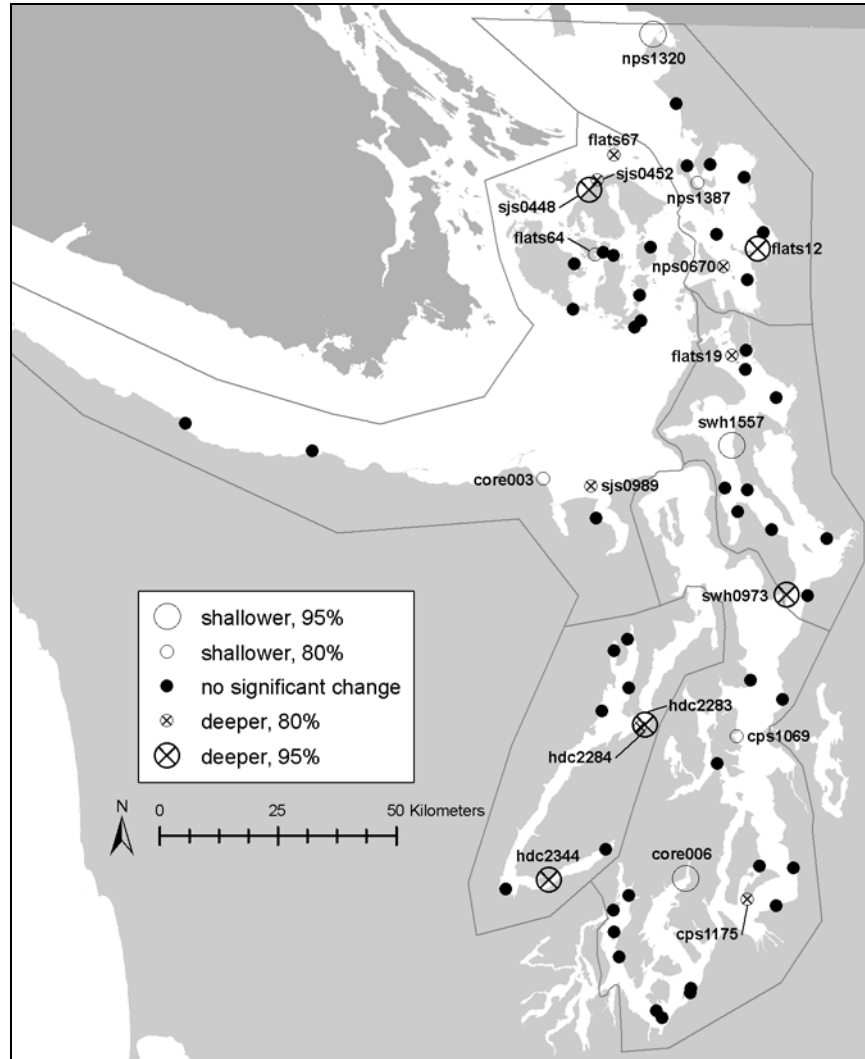 nps1320
flats67
sjs0452
nps1387
sjs0448
flats64
flats12
nps0670
flats19
swh1557
core003
sjs0989
swh0973
shallower, 95%
shallower, 80%
no significant change
deeper, 80%
deeper, 95%
hdc2283
cps1069
hdc2284
N
0 25 50 Kilometers
hdc2344
core006
cps1175